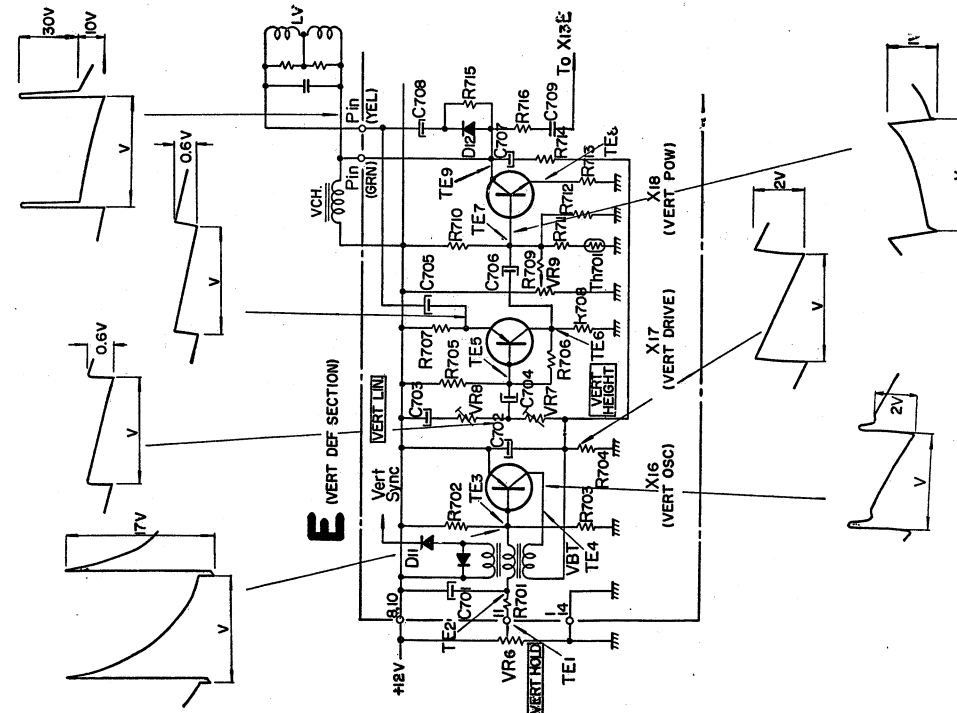 30V
10V
V
0.6V
V
0.6V
V
17V
V
LV
Pin
(YEL)
Pin
(GRN)
VCH.
C708
R715
D12
R716
C709
To X13E
C707
R714
TE9
TE8
R713
TE7
R710
R712
R711
Th701
X18
(VERT POW)
C706
R709
VR9
C705
R707
R705
TE5
R706
R708
TE6
X17
(VERT DRIVE)
C703
VERT LIN
VR8
C704
VR7
VERT
HEIGHT
C702
E
(VERT DEF SECTION)
Vert
Sync
R702
TE3
R703
R704
X16
(VERT OSC)
D11
VBT
TE4
C701
8.10
+12V
TE2
11
R701
1
14
VR6
TE1
VERT HOLD
1V
2V
V
2V
V